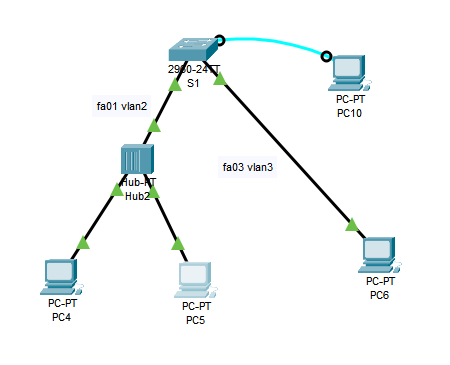 2960-24TT
S1
PC-PT
PC10
fa01 vlan2
fa03 vlan3
Hub-PT
Hub2
PC-PT
PC4
PC-PT
PC5
PC-PT
PC6